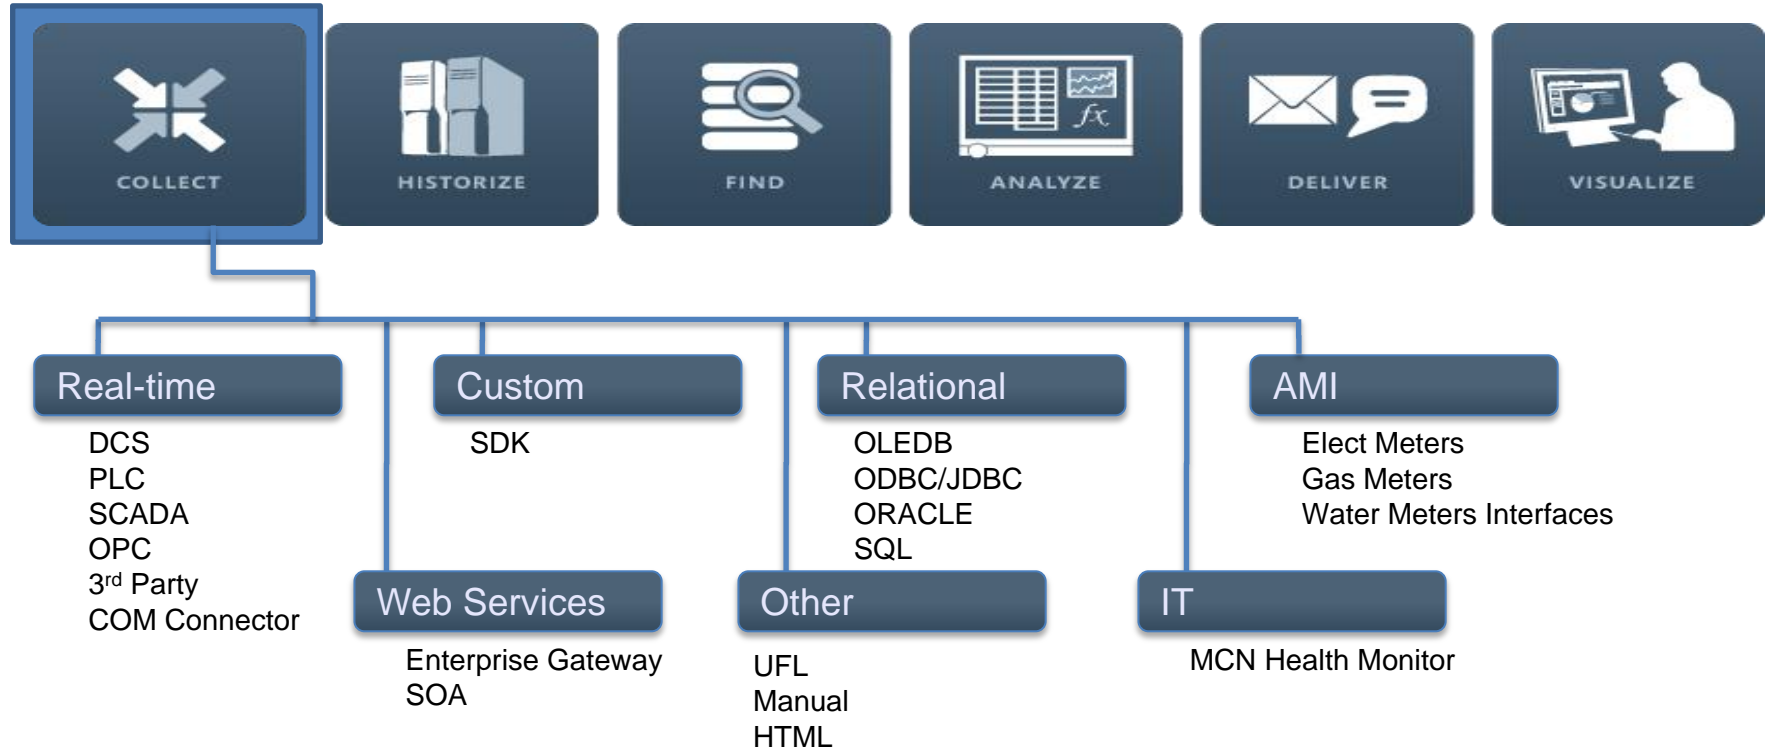 COLLECT
HISTORIZE
FIND
ANALYZE
fx
DELIVER
VISUALIZE
Real-time
DCS
PLC
SCADA
OPC
3rd Party
COM Connector
Web Services
Enterprise Gateway
SOA
Custom
SDK
Other
UFL
Manual
HTML
Relational
OLEDB
ODBC/JDBC
ORACLE
SQL
IT
MCN Health Monitor
AMI
Elect Meters
Gas Meters
Water Meters Interfaces